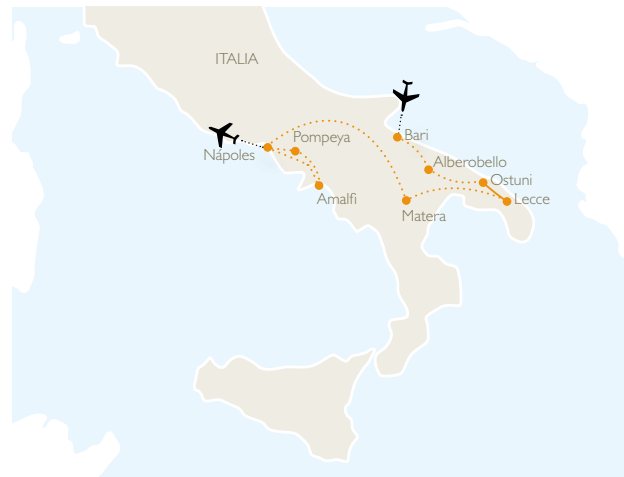 ITALIA
Bari
Pompeya
Nápoles
Alberobello
Ostuni
Amalfi
Lecce
Matera